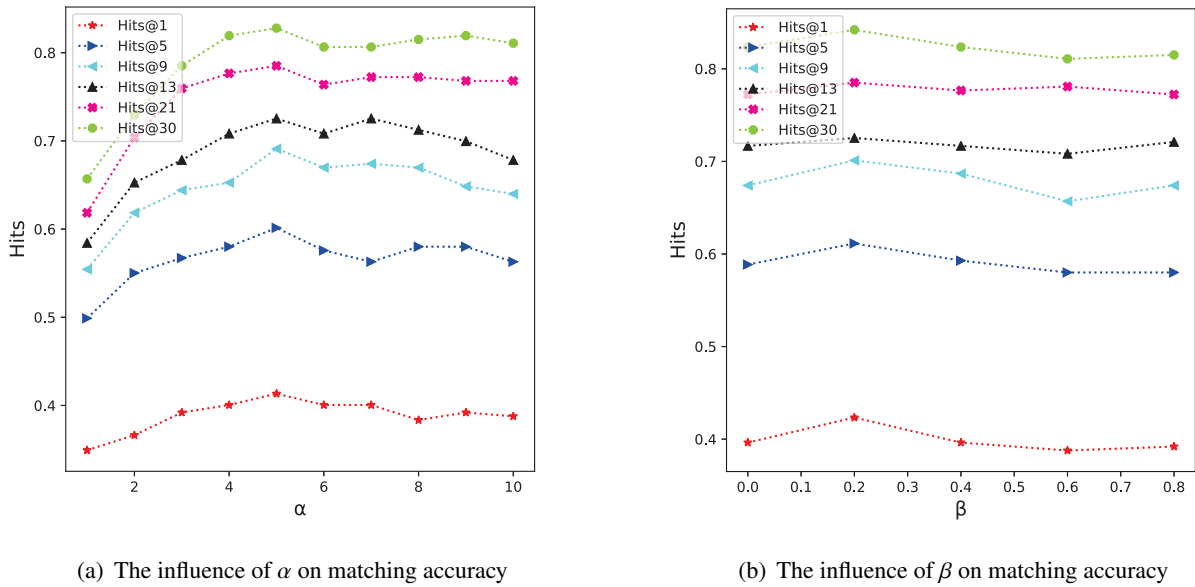 Hits@1
Hits@5
Hits@9
Hits@13
Hits@21
Hits@30
0.8
0.7
0.6
0.5
0.4
Hits
2
4
6
8
10
α
(a) The influence of α on matching accuracy
Hits@1
Hits@5
Hits@9
Hits@13
Hits@21
Hits@30
0.8
0.7
0.6
0.5
0.4
Hits
0.0
0.1
0.2
0.3
0.4
0.5
0.6
0.7
0.8
β
(b) The influence of β on matching accuracy